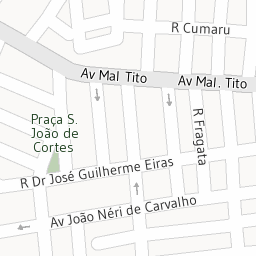 R Cumaru
Av Mal Tito
Av Mal. Tito
Praça S.
João de
Cortes
R Fragata
R Dr José Guilherme Eiras
Av João Néri de Carvalho